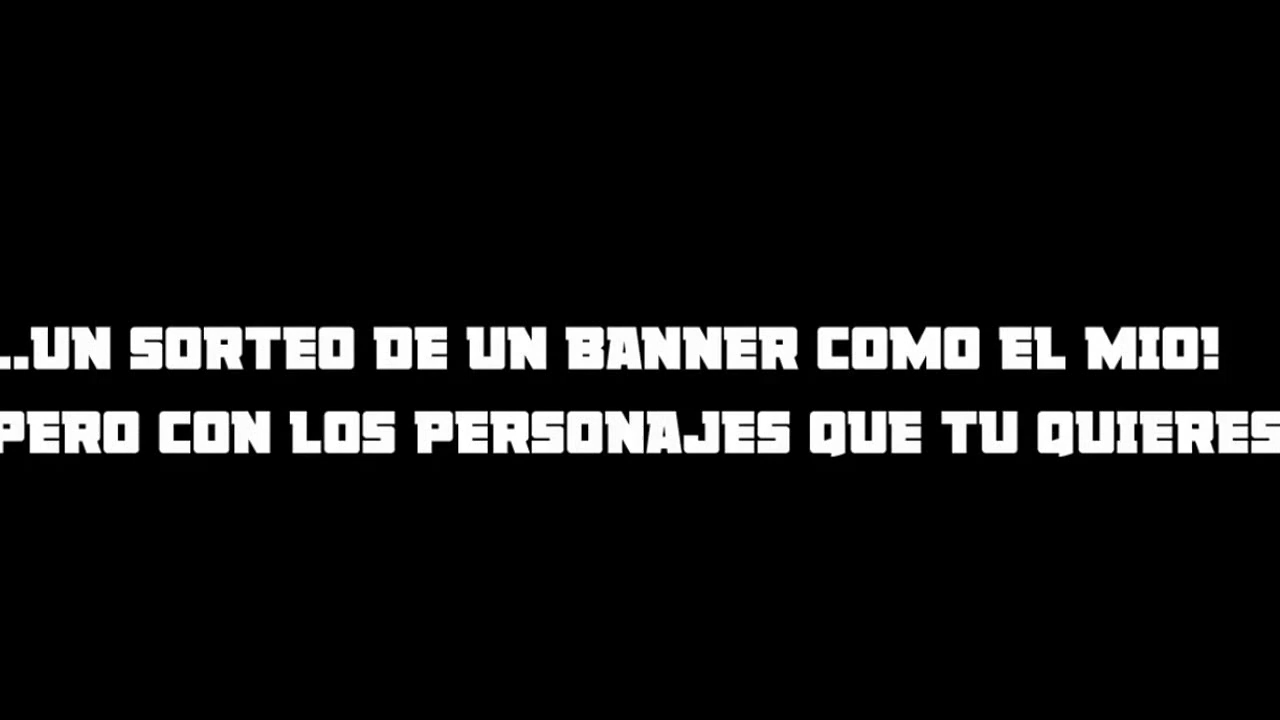 ..UN SORTEO DE UN BANNER COMO EL MIO!
PERO CON LOS PERSONAJES QUE TU QUIERES